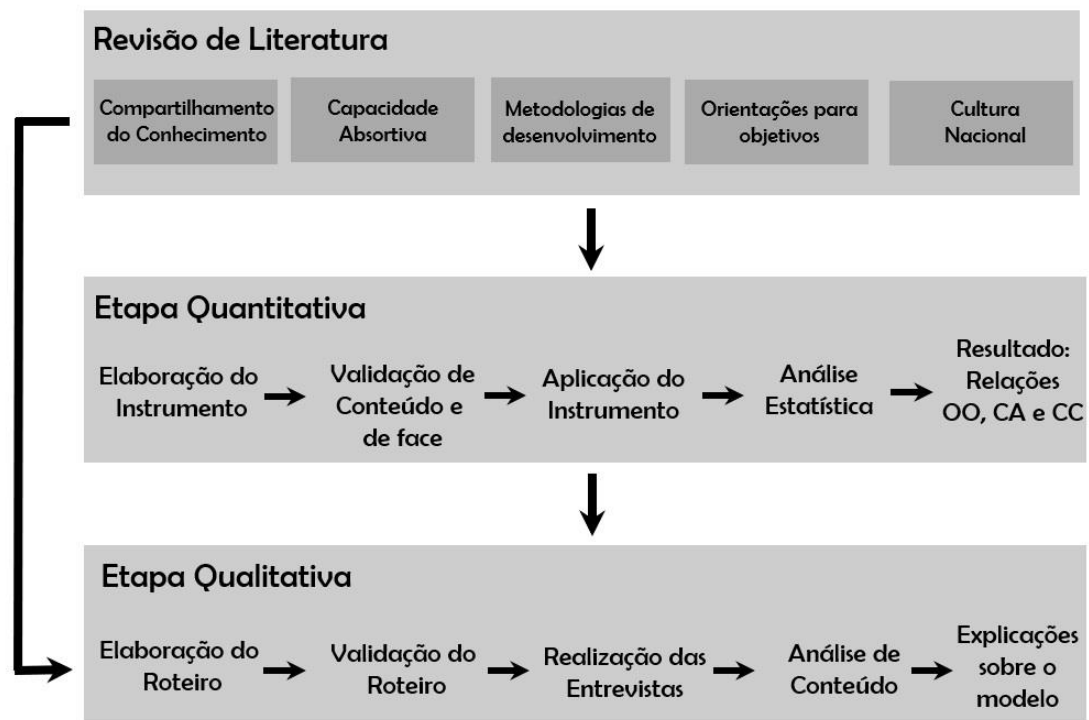 Revisão de Literatura
Compartilhamento
do Conhecimento
Capacidade
Absortiva
Metodologias de
desenvolvimento
Orientações para
objetivos
Cultura
Nacional
Etapa Quantitativa
Elaboração do
Instrumento
Validação de
Conteúdo e
de face
Aplicação do
Instrumento
Análise
Estatística
Resultado:
Relações
OO, CA e CC
Etapa Qualitativa
Elaboração do
Roteiro
Validação do
Roteiro
Realização das
Entrevistas
Análise de
Conteúdo
Explicações
sobre o
modelo